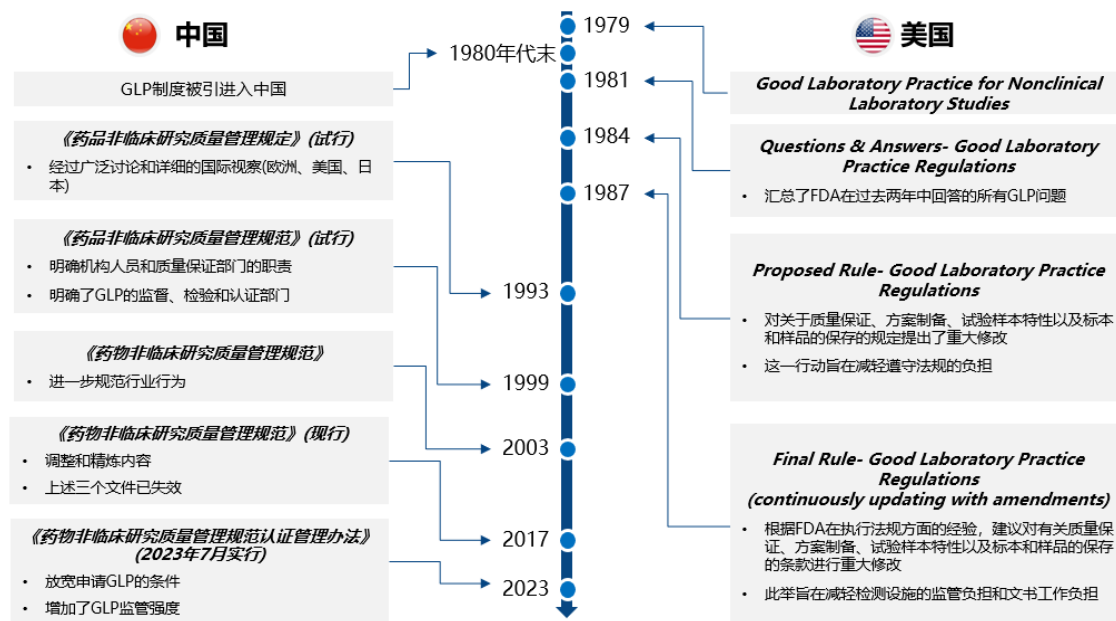 中国
GLP制度被引进入中国
《药品非临床研究质量管理规定》(试行)
• 经过广泛讨论和详细的国际视察(欧洲、美国、日
本)
《药品非临床研究质量管理规范》(试行)
• 明确机构人员和质量保证部门的职责
• 明确了GLP的监督、检验和认证部门
《药物非临床研究质量管理规范》
• 进一步规范行业行为
《药物非临床研究质量管理规范》(现行)
• 调整和精炼内容
• 上述三个文件已失效
《药物非临床研究质量管理规范认证管理办法》
(2023年7月实行)
• 放宽申请GLP的条件
• 增加了GLP监管强度
1979
1980年代末
1981
1984
1987
1993
1999
2003
2017
2023
美国
Good Laboratory Practice for Nonclinical
Laboratory Studies
Questions & Answers- Good Laboratory
Practice Regulations
• 汇总了FDA在过去两年中回答的所有GLP问题
Proposed Rule- Good Laboratory Practice
Regulations
• 对关于质量保证、方案制备、试验样本特性以及标本
和样品的保存的规定提出了重大修改
• 这一行动旨在减轻遵守法规的负担
Final Rule- Good Laboratory Practice
Regulations
(continuously updating with amendments)
• 根据FDA在执行法规方面的经验，建议对有关质量保
证、方案制备、试验样本特性以及标本和样品的保存
的条款进行重大修改
• 此举旨在减轻检测设施的监管负担和文书工作负担